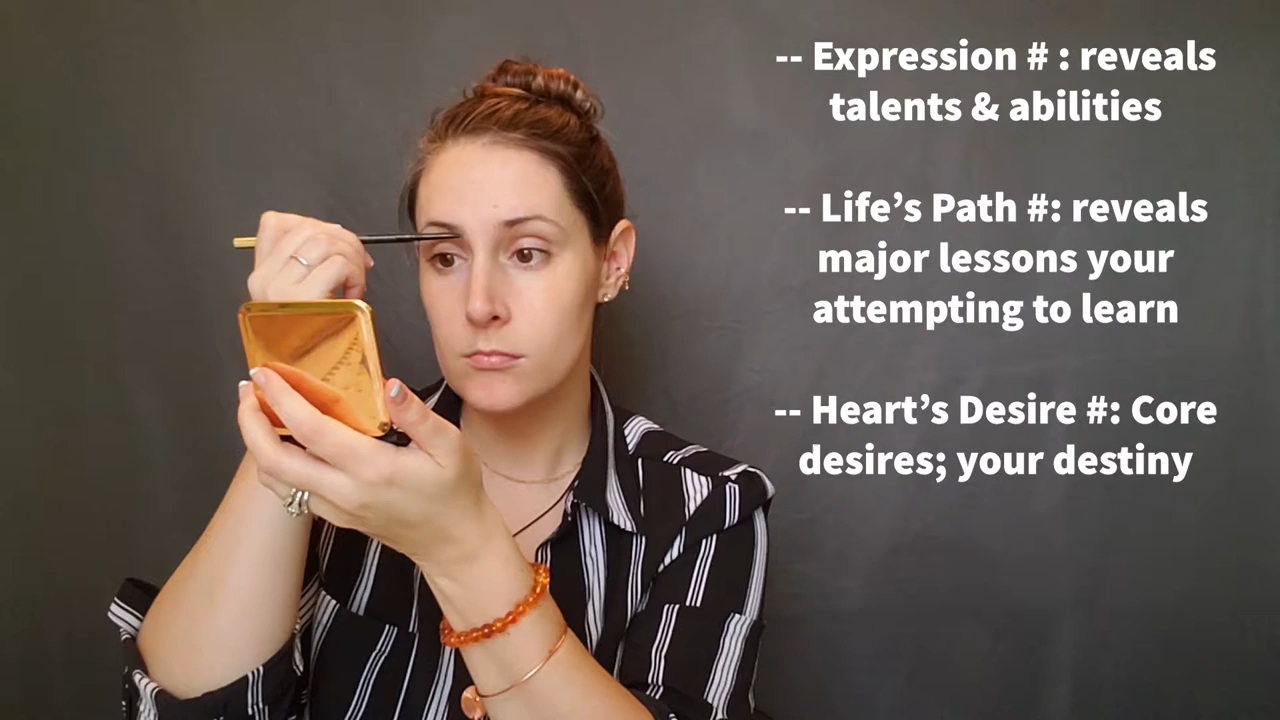 -- Expression # : reveals
talents & abilities
-- Life’s Path #: reveals
major lessons your
attempting to learn
-- Heart’s Desire #: Core
desires; your destiny